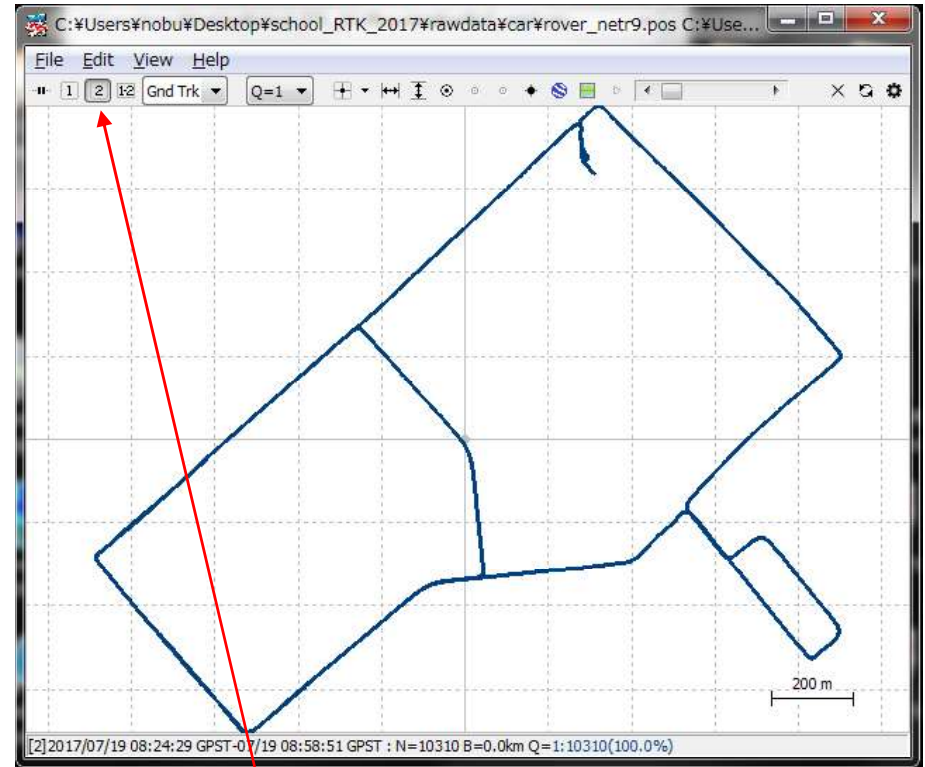 C:¥Users¥nobu¥Desktop¥school_RTK_2017¥rawdata¥car¥rover_netr9.pos C:¥Use...
File Edit View Help
1 2 1-2 Gnd Trk Q=1
200 m
[2]2017/07/19 08:24:29 GPST-07/19 08:58:51 GPST : N=10310 B=0.0km Q=1:10310(100.0%)